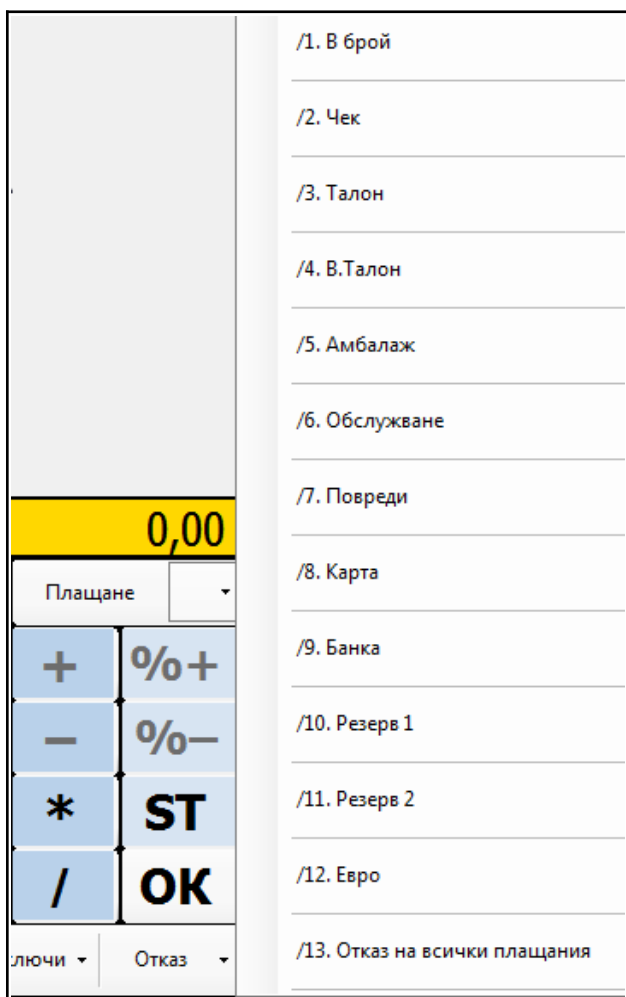 /1. В брой
/2. Чек
/3. Талон
/4. В.Талон
/5. Амбалаж
/6. Обслужване
/7. Повреди
/8. Карта
/9. Банка
/10. Резерв 1
/11. Резерв 2
/12. Евро
/13. Отказ на всички плащания
0,00
Плащане
+ %+
− %−
* ST
/ OK
Отказ